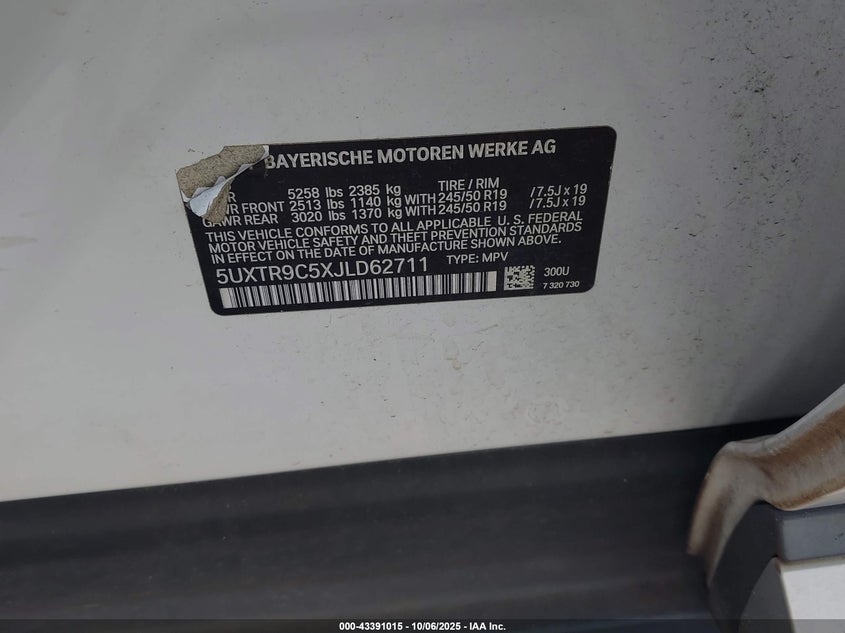 BAYERISCHE MOTOREN WERKE AG
5258 lbs 2385 kg TIRE / RIM
GAWR FRONT 2513 lbs 1140 kg WITH 245/50 R19 /7.5J x 19
GAWR REAR 3020 lbs 1370 kg WITH 245/50 R19 /7.5J x 19
THIS VEHICLE CONFORMS TO ALL APPLICABLE U. S. FEDERAL
MOTOR VEHICLE SAFETY AND THEFT PREVENTION STANDARDS
IN EFFECT ON THE DATE OF MANUFACTURE SHOWN ABOVE.
5UXTR9C5XJLD62711 TYPE: MPV
300U
7 320 730
000-43391015 - 10/06/2025 - IAA Inc.